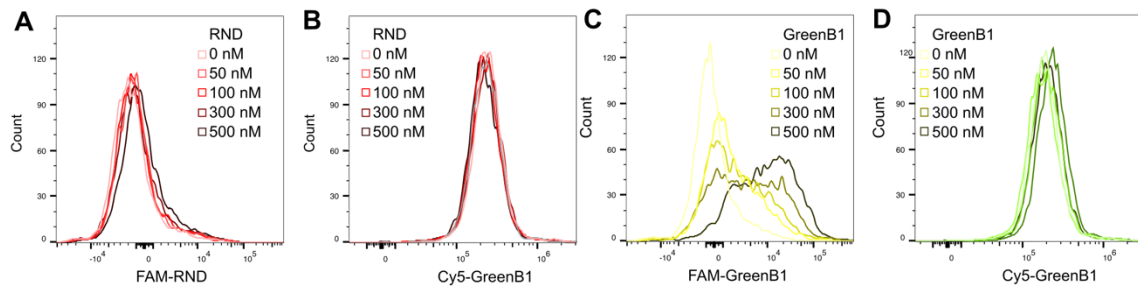 A
RND
0 nM
50 nM
100 nM
300 nM
500 nM
120
90
60
30
0
Count
-10^4
0
10^4
10^5
FAM-RND
B
RND
0 nM
50 nM
100 nM
300 nM
500 nM
120
90
60
30
0
Count
0
10^5
10^6
Cy5-GreenB1
C
GreenB1
0 nM
50 nM
100 nM
300 nM
500 nM
120
90
60
30
0
Count
-10^4
0
10^4
10^5
FAM-GreenB1
D
GreenB1
0 nM
50 nM
100 nM
300 nM
500 nM
120
90
60
30
0
Count
0
10^5
10^6
Cy5-GreenB1